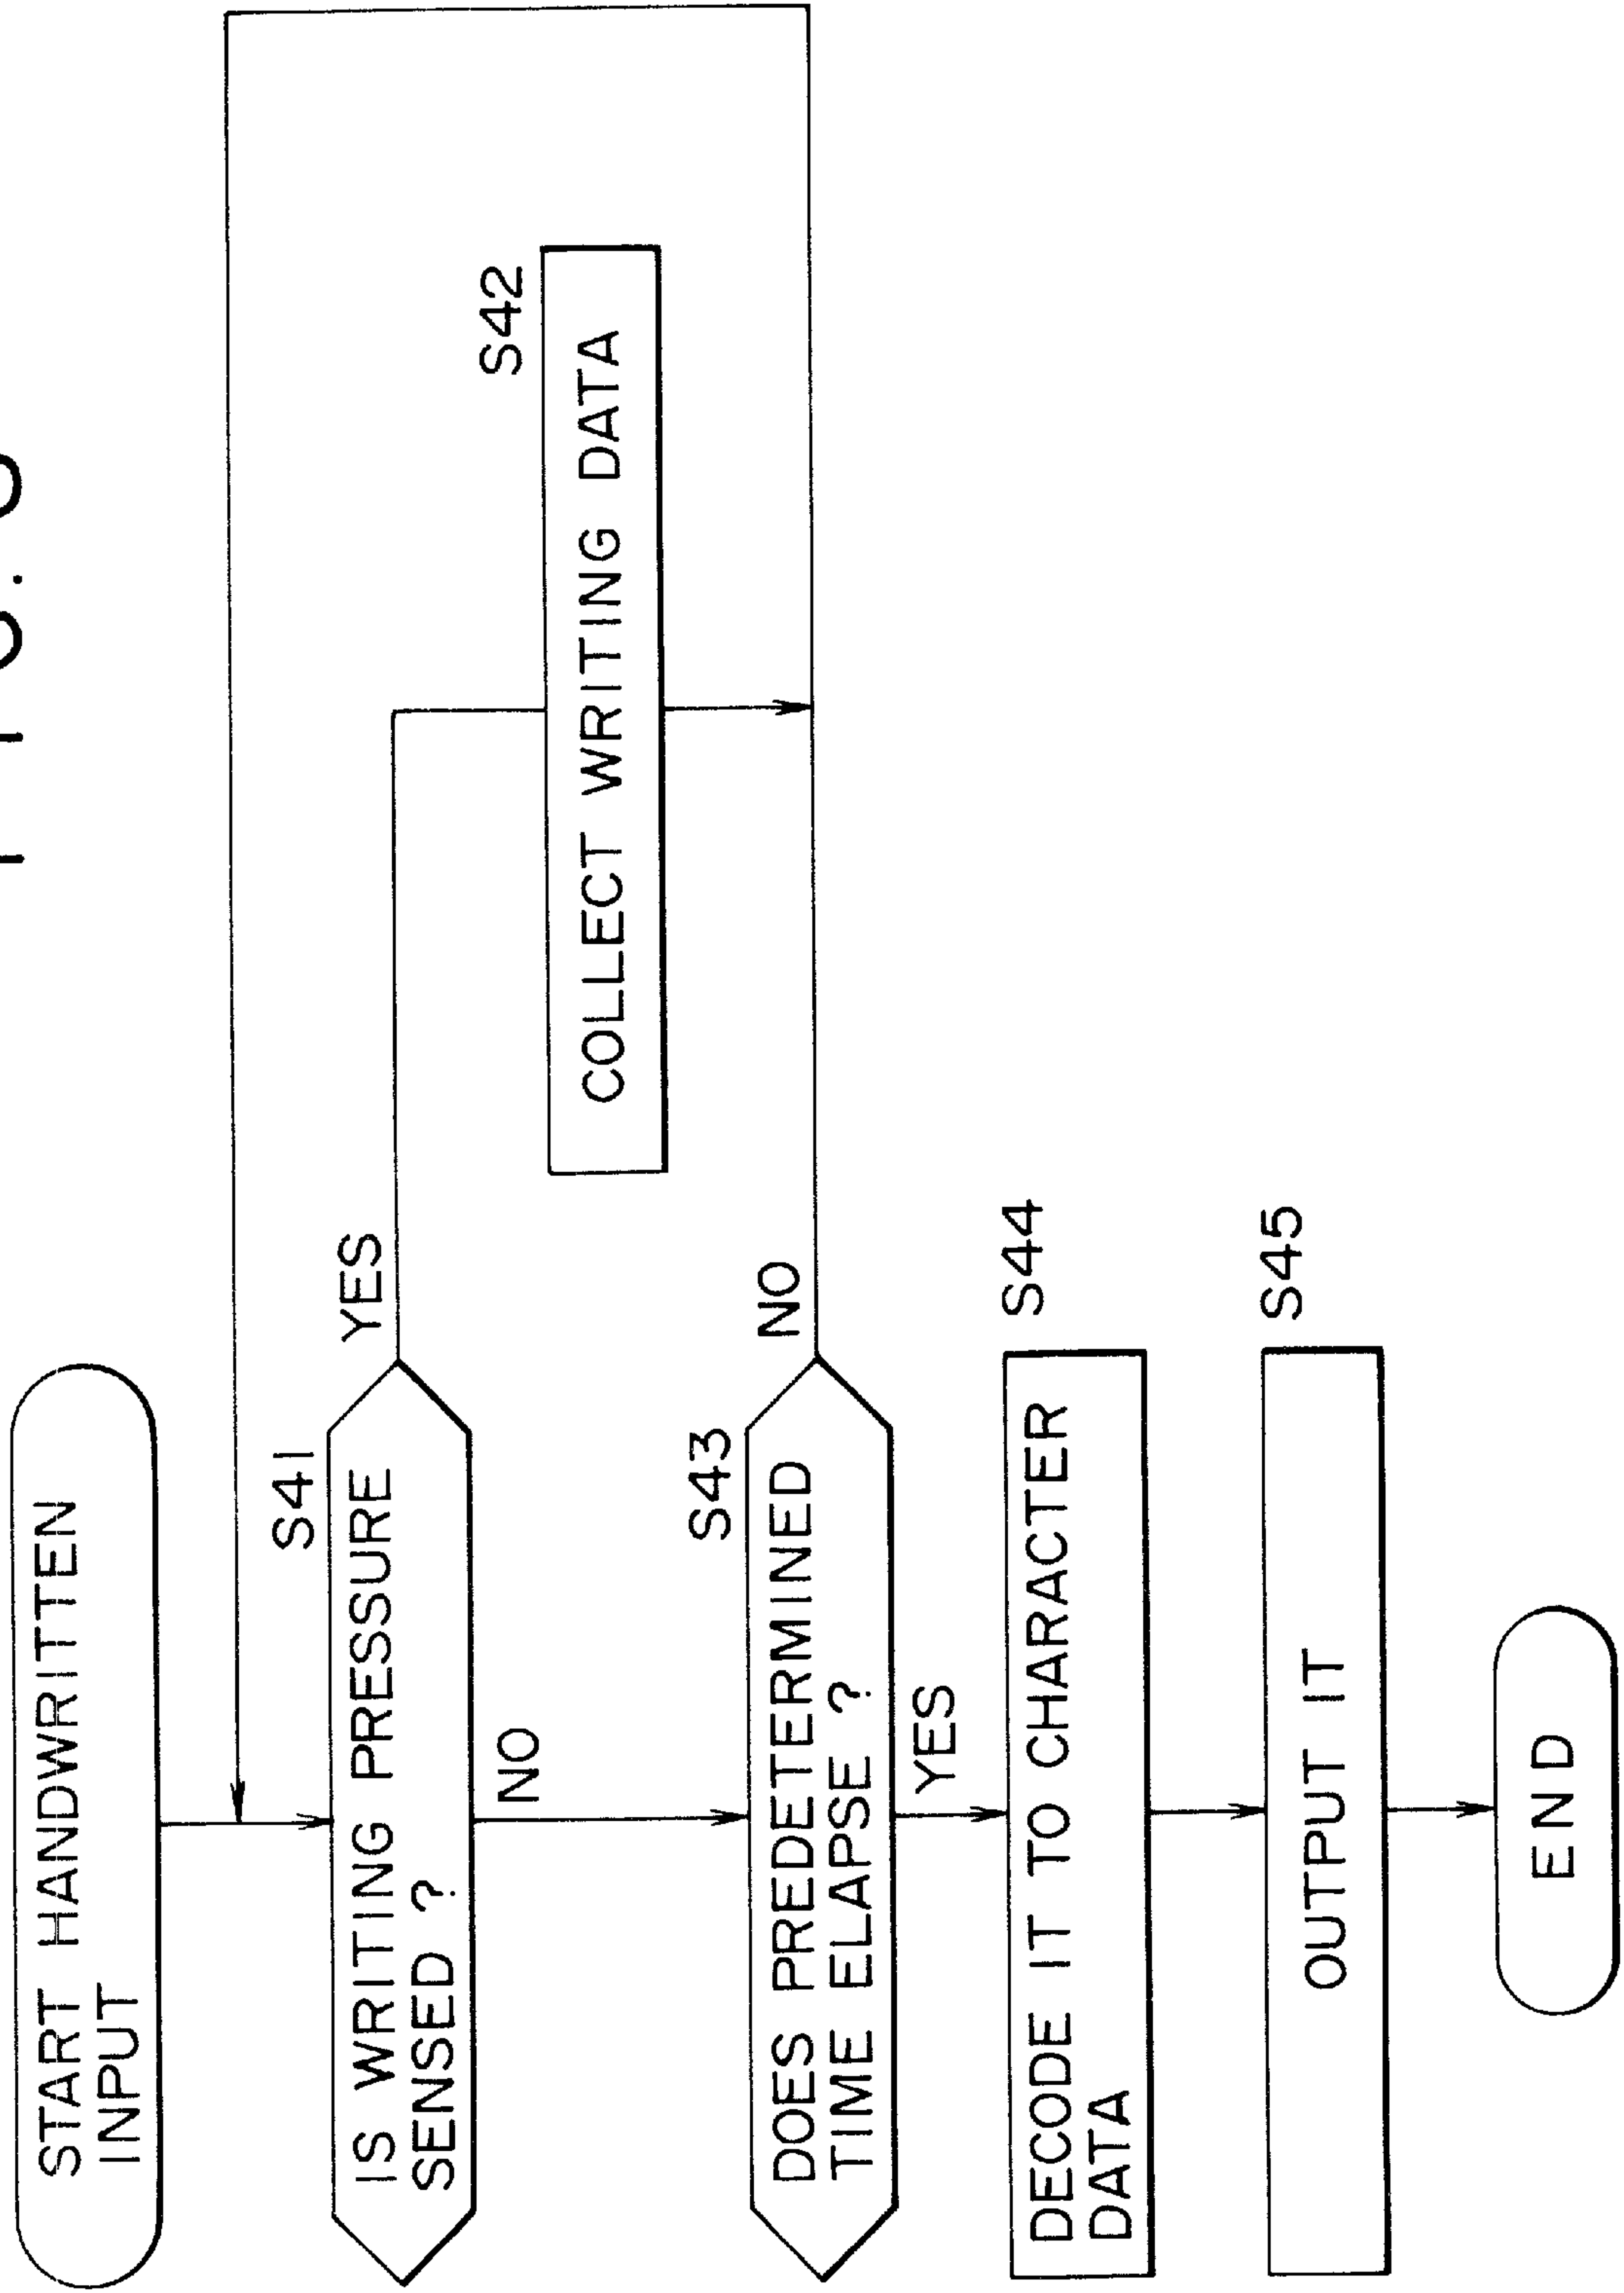 START HANDWRITTEN
INPUT
S41
IS WRITING PRESSURE
SENSED ?
YES
NO
S42
COLLECT WRITING DATA
S43
DOES PREDETERMINED
TIME ELAPSE ?
NO
YES
S44
DECODE IT TO CHARACTER
DATA
S45
OUTPUT IT
END